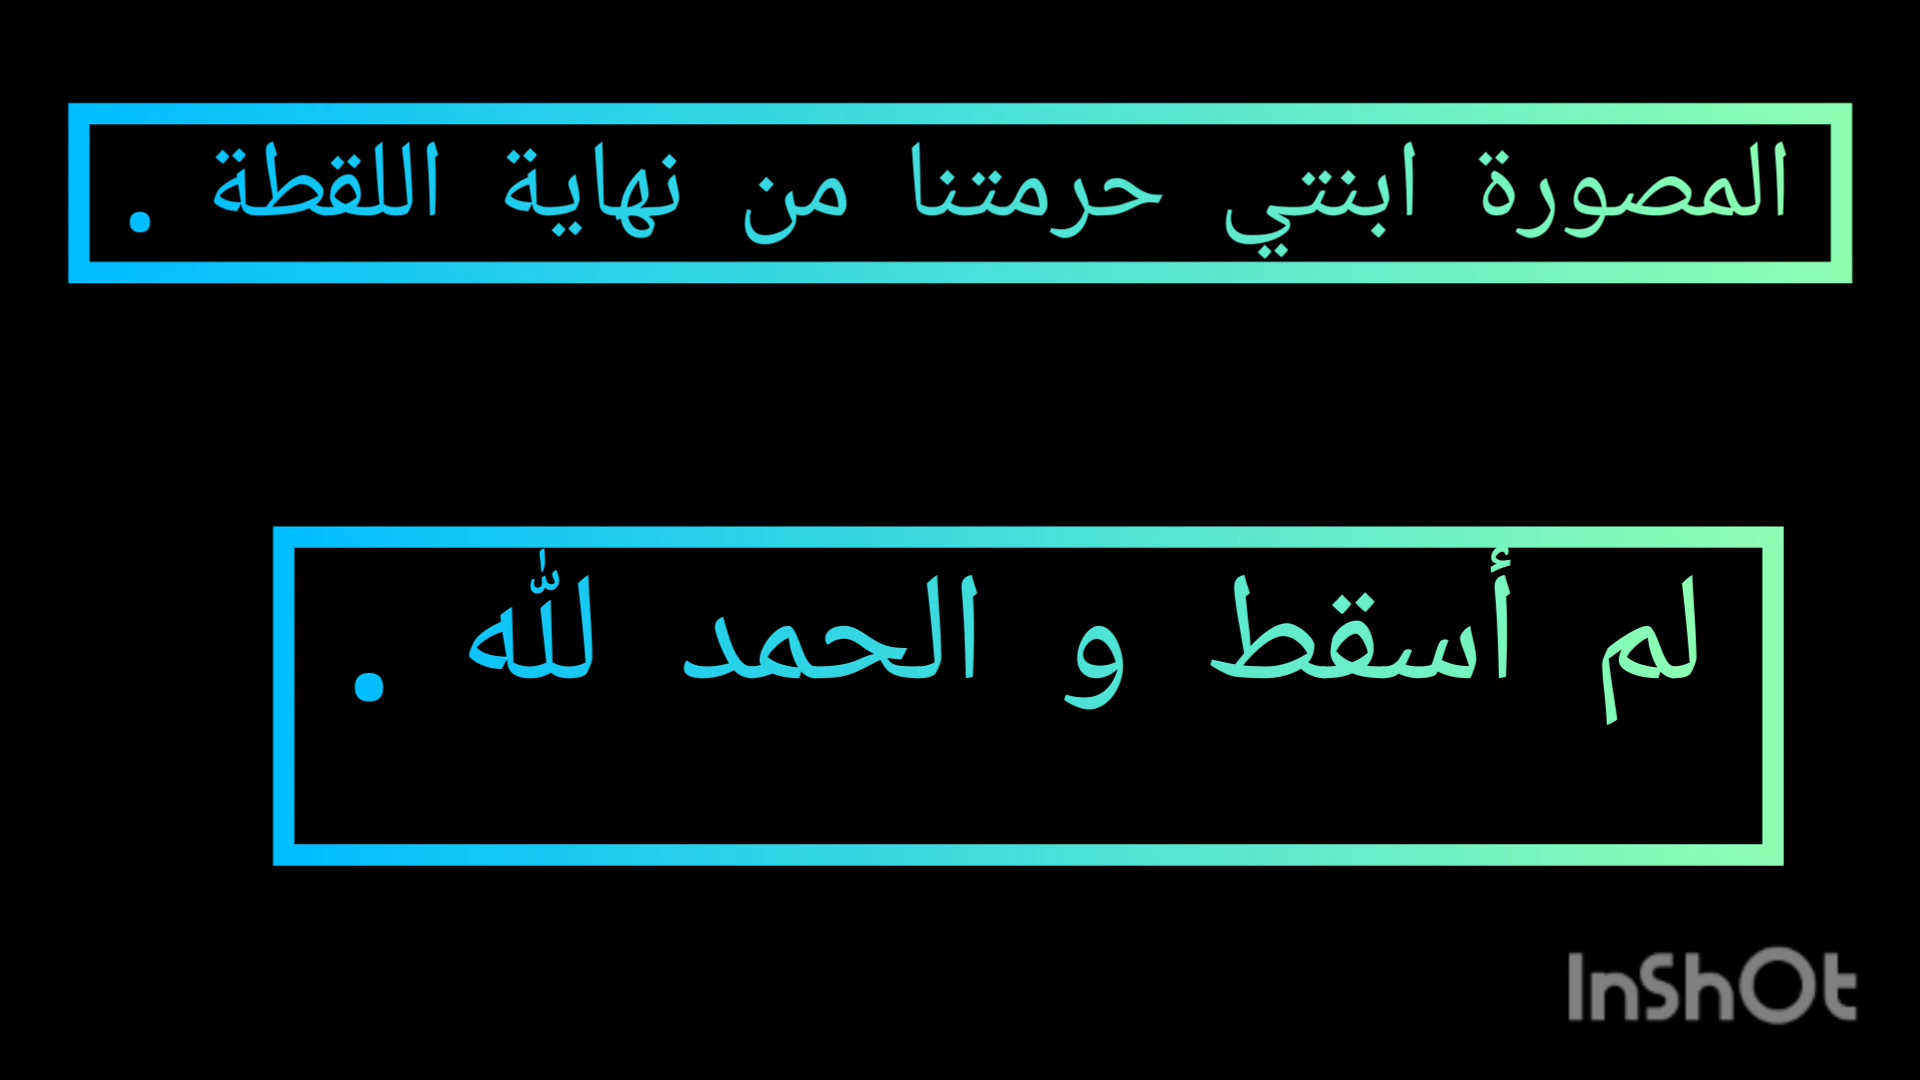 المصورة ابنتي حرمتنا من نهاية اللقطة .
لم أسقط و الحمد لله .
InShOt